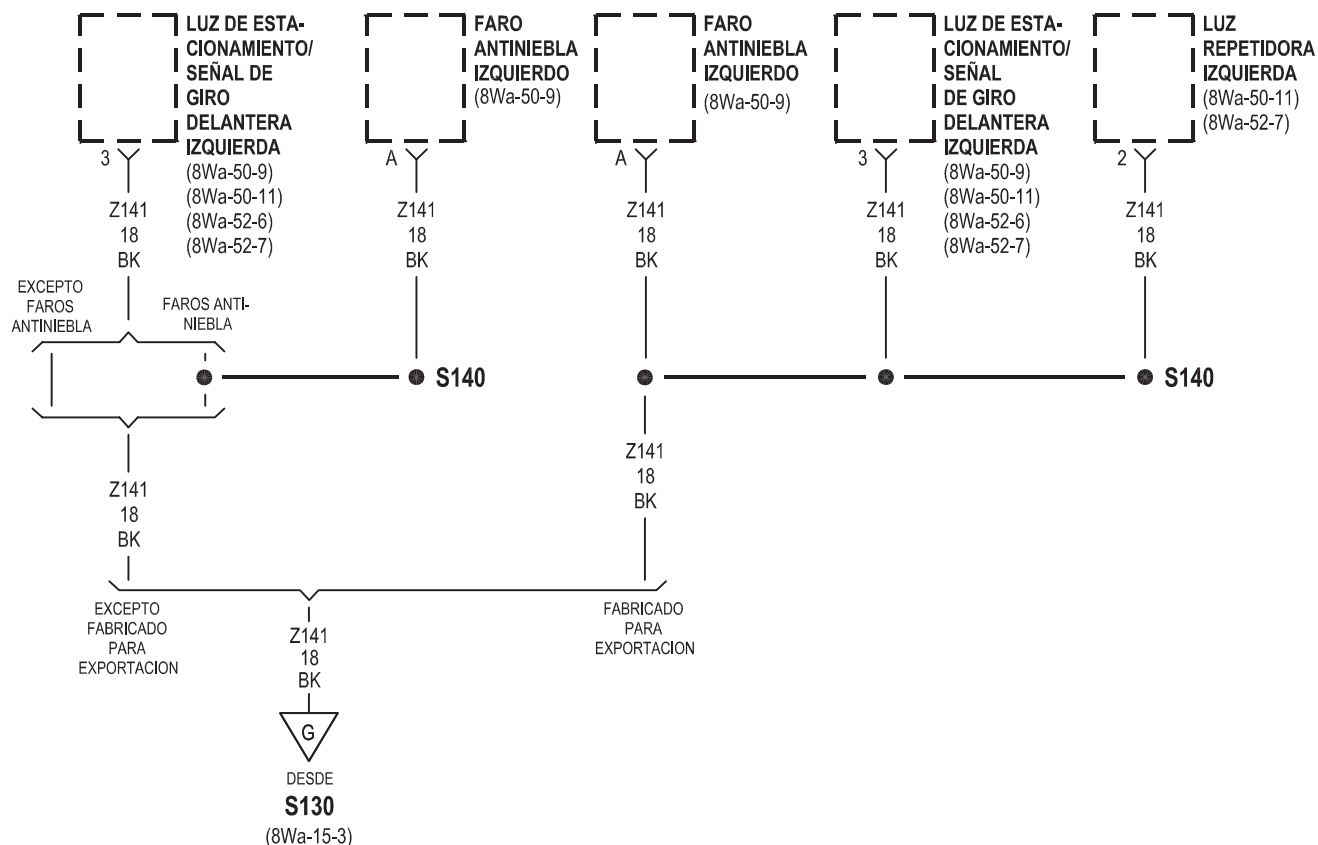 LUZ DE ESTA-
CIONAMIENTO/
SEÑAL DE
GIRO
DELANTERA
IZQUIERDA
(8Wa-50-9)
(8Wa-50-11)
(8Wa-52-6)
(8Wa-52-7)
FARO
ANTINIEBLA
IZQUIERDO
(8Wa-50-9)
FARO
ANTINIEBLA
IZQUIERDO
(8Wa-50-9)
LUZ DE ESTA-
CIONAMIENTO/
SEÑAL
DE GIRO
DELANTERA
IZQUIERDA
(8Wa-50-9)
(8Wa-50-11)
(8Wa-52-6)
(8Wa-52-7)
LUZ
REPETIDORA
IZQUIERDA
(8Wa-50-11)
(8Wa-52-7)
3
A
A
3
2
Z141
18
BK
Z141
18
BK
Z141
18
BK
Z141
18
BK
Z141
18
BK
EXCEPTO
FAROS
ANTINIEBLA
FAROS ANTI-
NIEBLA
S140
S140
Z141
18
BK
Z141
18
BK
EXCEPTO
FABRICADO
PARA
EXPORTACION
Z141
18
BK
FABRICADO
PARA
EXPORTACION
G
DESDE
S130
(8Wa-15-3)